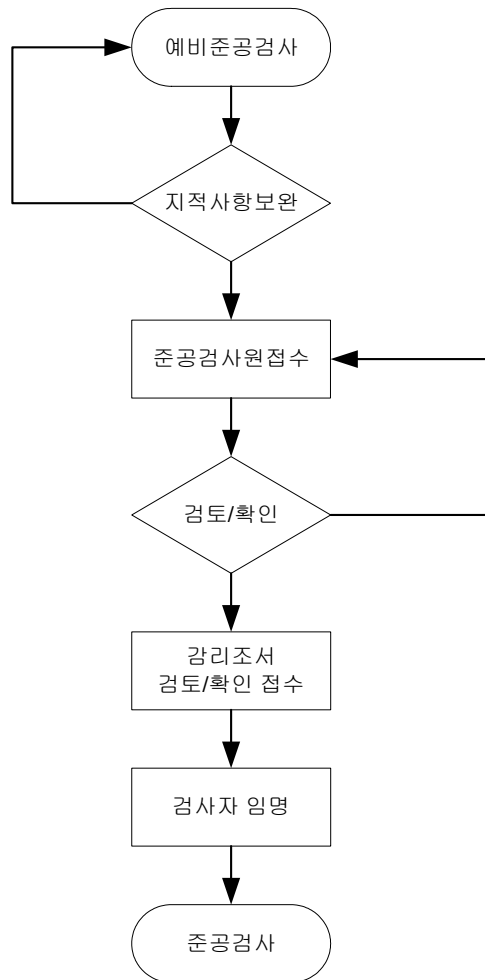 예비준공검사
지적사항보완
준공검사원접수
검토/확인
감리조서
검토/확인 접수
검사자 임명
준공검사